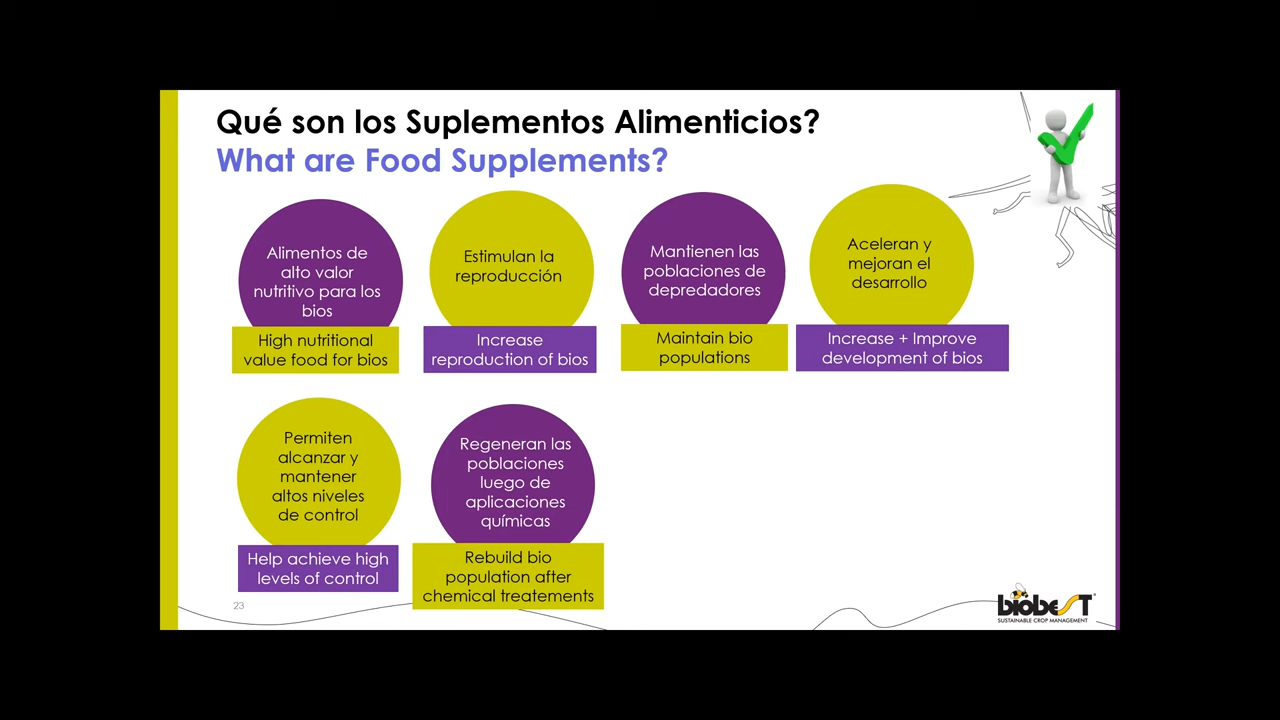 Qué son los Suplementos Alimenticios?
What are Food Supplements?
Alimentos de
alto valor
nutritivo para los
bios
High nutritional
value food for bios
Estimulan la
reproducción
Increase
reproduction of bios
Mantienen las
poblaciones de
depredadores
Maintain bio
populations
Aceleran y
mejoran el
desarrollo
Increase + Improve
development of bios
Permiten
alcanzar y
mantener
altos niveles
de control
Help achieve high
levels of control
Regeneran las
poblaciones
luego de
aplicaciones
químicas
Rebuild bio
population after
chemical treatements
23
biobest®
SUSTAINABLE CROP MANAGEMENT